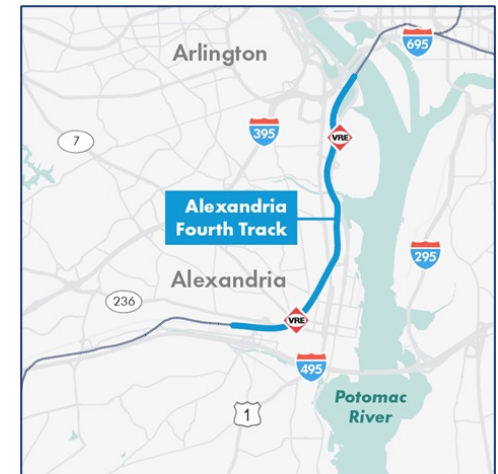 Arlington
695
395
7
VRE
Alexandria
Fourth Track
295
Alexandria
236
VRE
495
1
Potomac
River